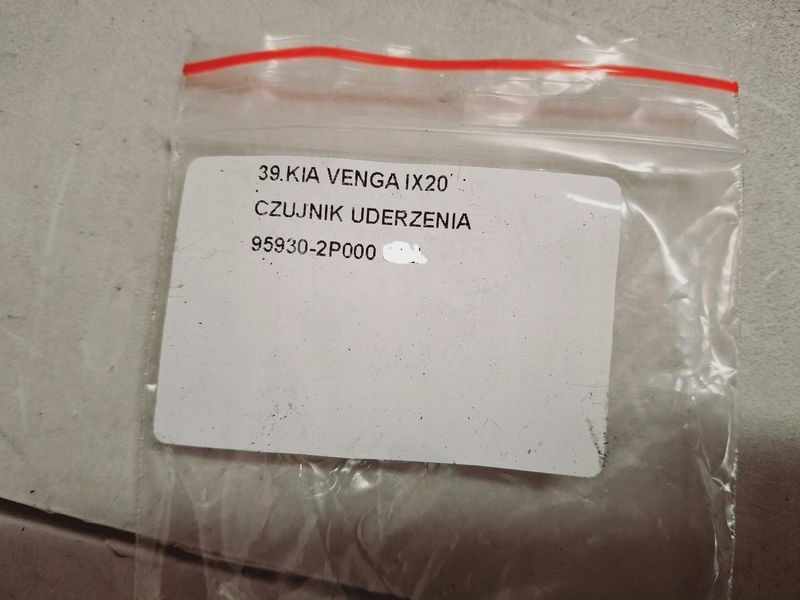 39.KIA VENGA IX20
CZUJNIK UDERZENIA
95930-2P000